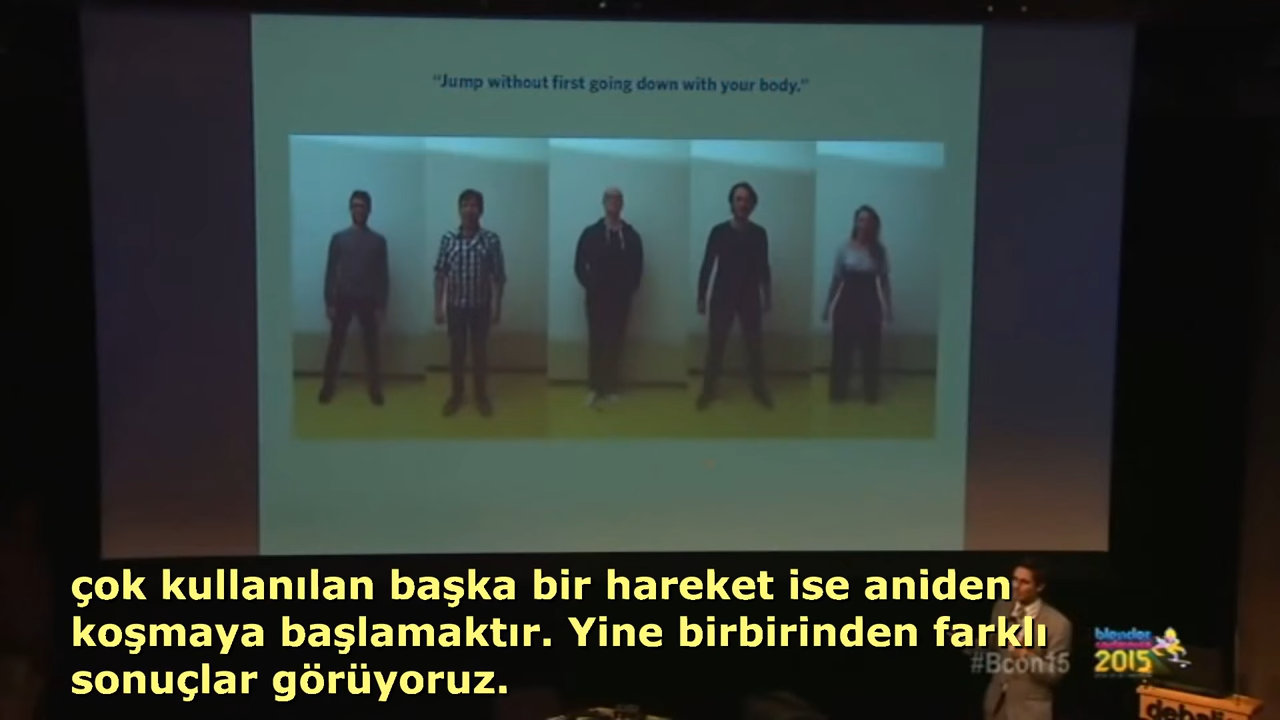 "Jump without first going down with your body."
çok kullanılan başka bir hareket ise aniden
koşmaya başlamaktır. Yine birbirinden farklı
sonuçlar görüyoruz.
#Bcon15
blender
2015